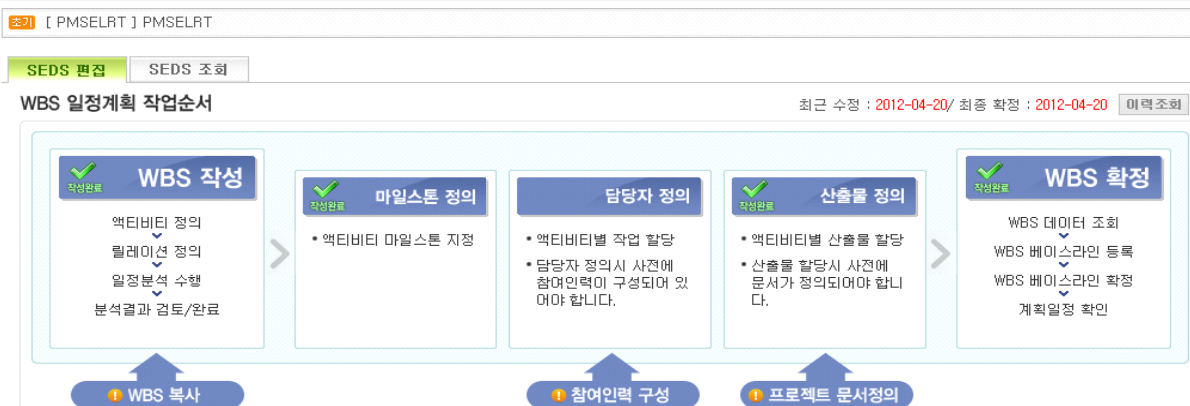 초기 [ PMSELRT ] PMSELRT
SEDS 편집
SEDS 조회
WBS 일정계획 작업순서
최근 수정 : 2012-04-20/ 최종 확정 : 2012-04-20
이력조회
작성완료
WBS 작성
액티비티 정의
릴레이션 정의
일정분석 수행
분석결과 검토/완료
작성완료
마일스톤 정의
• 액티비티 마일스톤 지정
담당자 정의
• 액티비티별 작업 할당
• 담당자 정의시 사전에
참여인력이 구성되어 있
어야 합니다.
작성완료
산출물 정의
• 액티비티별 산출물 할당
• 산출물 할당시 사전에
문서가 정의되어야 합니
다.
작성완료
WBS 확정
WBS 데이터 조회
WBS 베이스라인 등록
WBS 베이스라인 확정
계획일정 확인
WBS 복사
참여인력 구성
프로젝트 문서정의